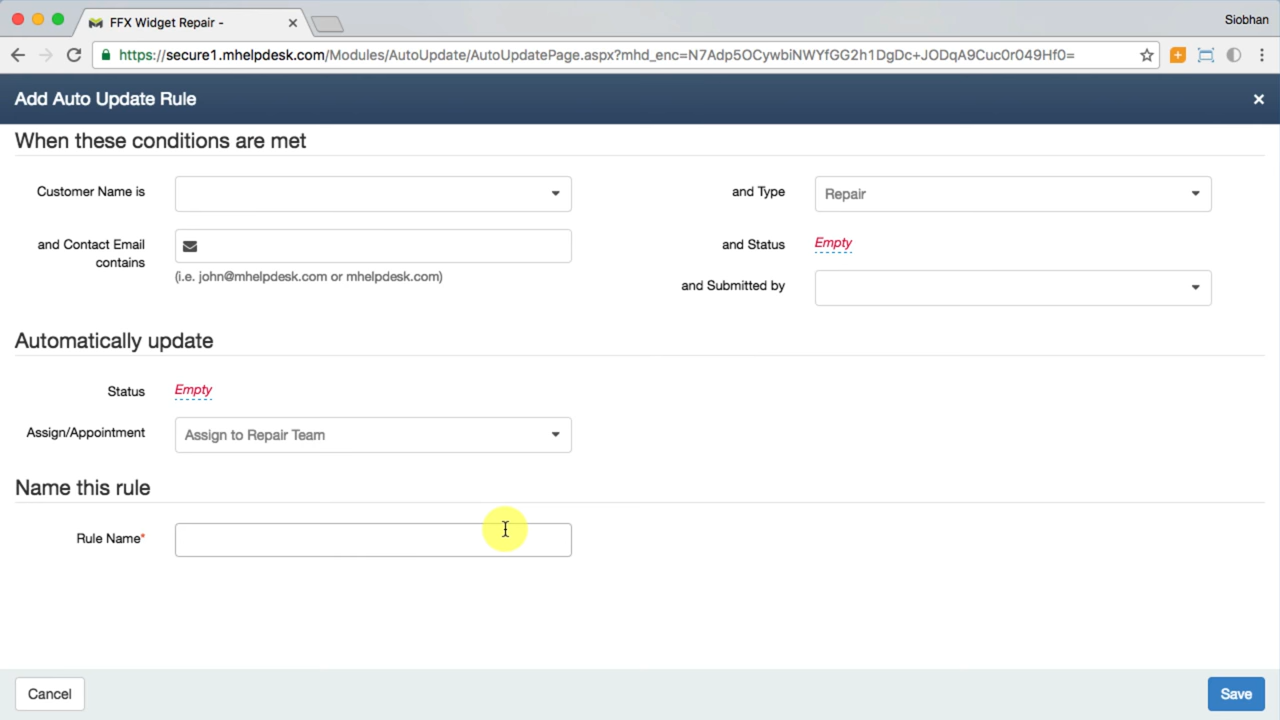 FFX Widget Repair -
Siobhan
https://secure1.mhelpdesk.com/Modules/AutoUpdate/AutoUpdatePage.aspx?mhd_enc=N7Adp5OCywbiNWYfGG2h1DgDc+JODqA9Cuc0r049Hf0=
Add Auto Update Rule
When these conditions are met
Customer Name is
and Type
Repair
and Contact Email
contains
(i.e. john@mhelpdesk.com or mhelpdesk.com)
and Status
Empty
and Submitted by
Automatically update
Status
Empty
Assign/Appointment
Assign to Repair Team
Name this rule
Rule Name*
Cancel
Save